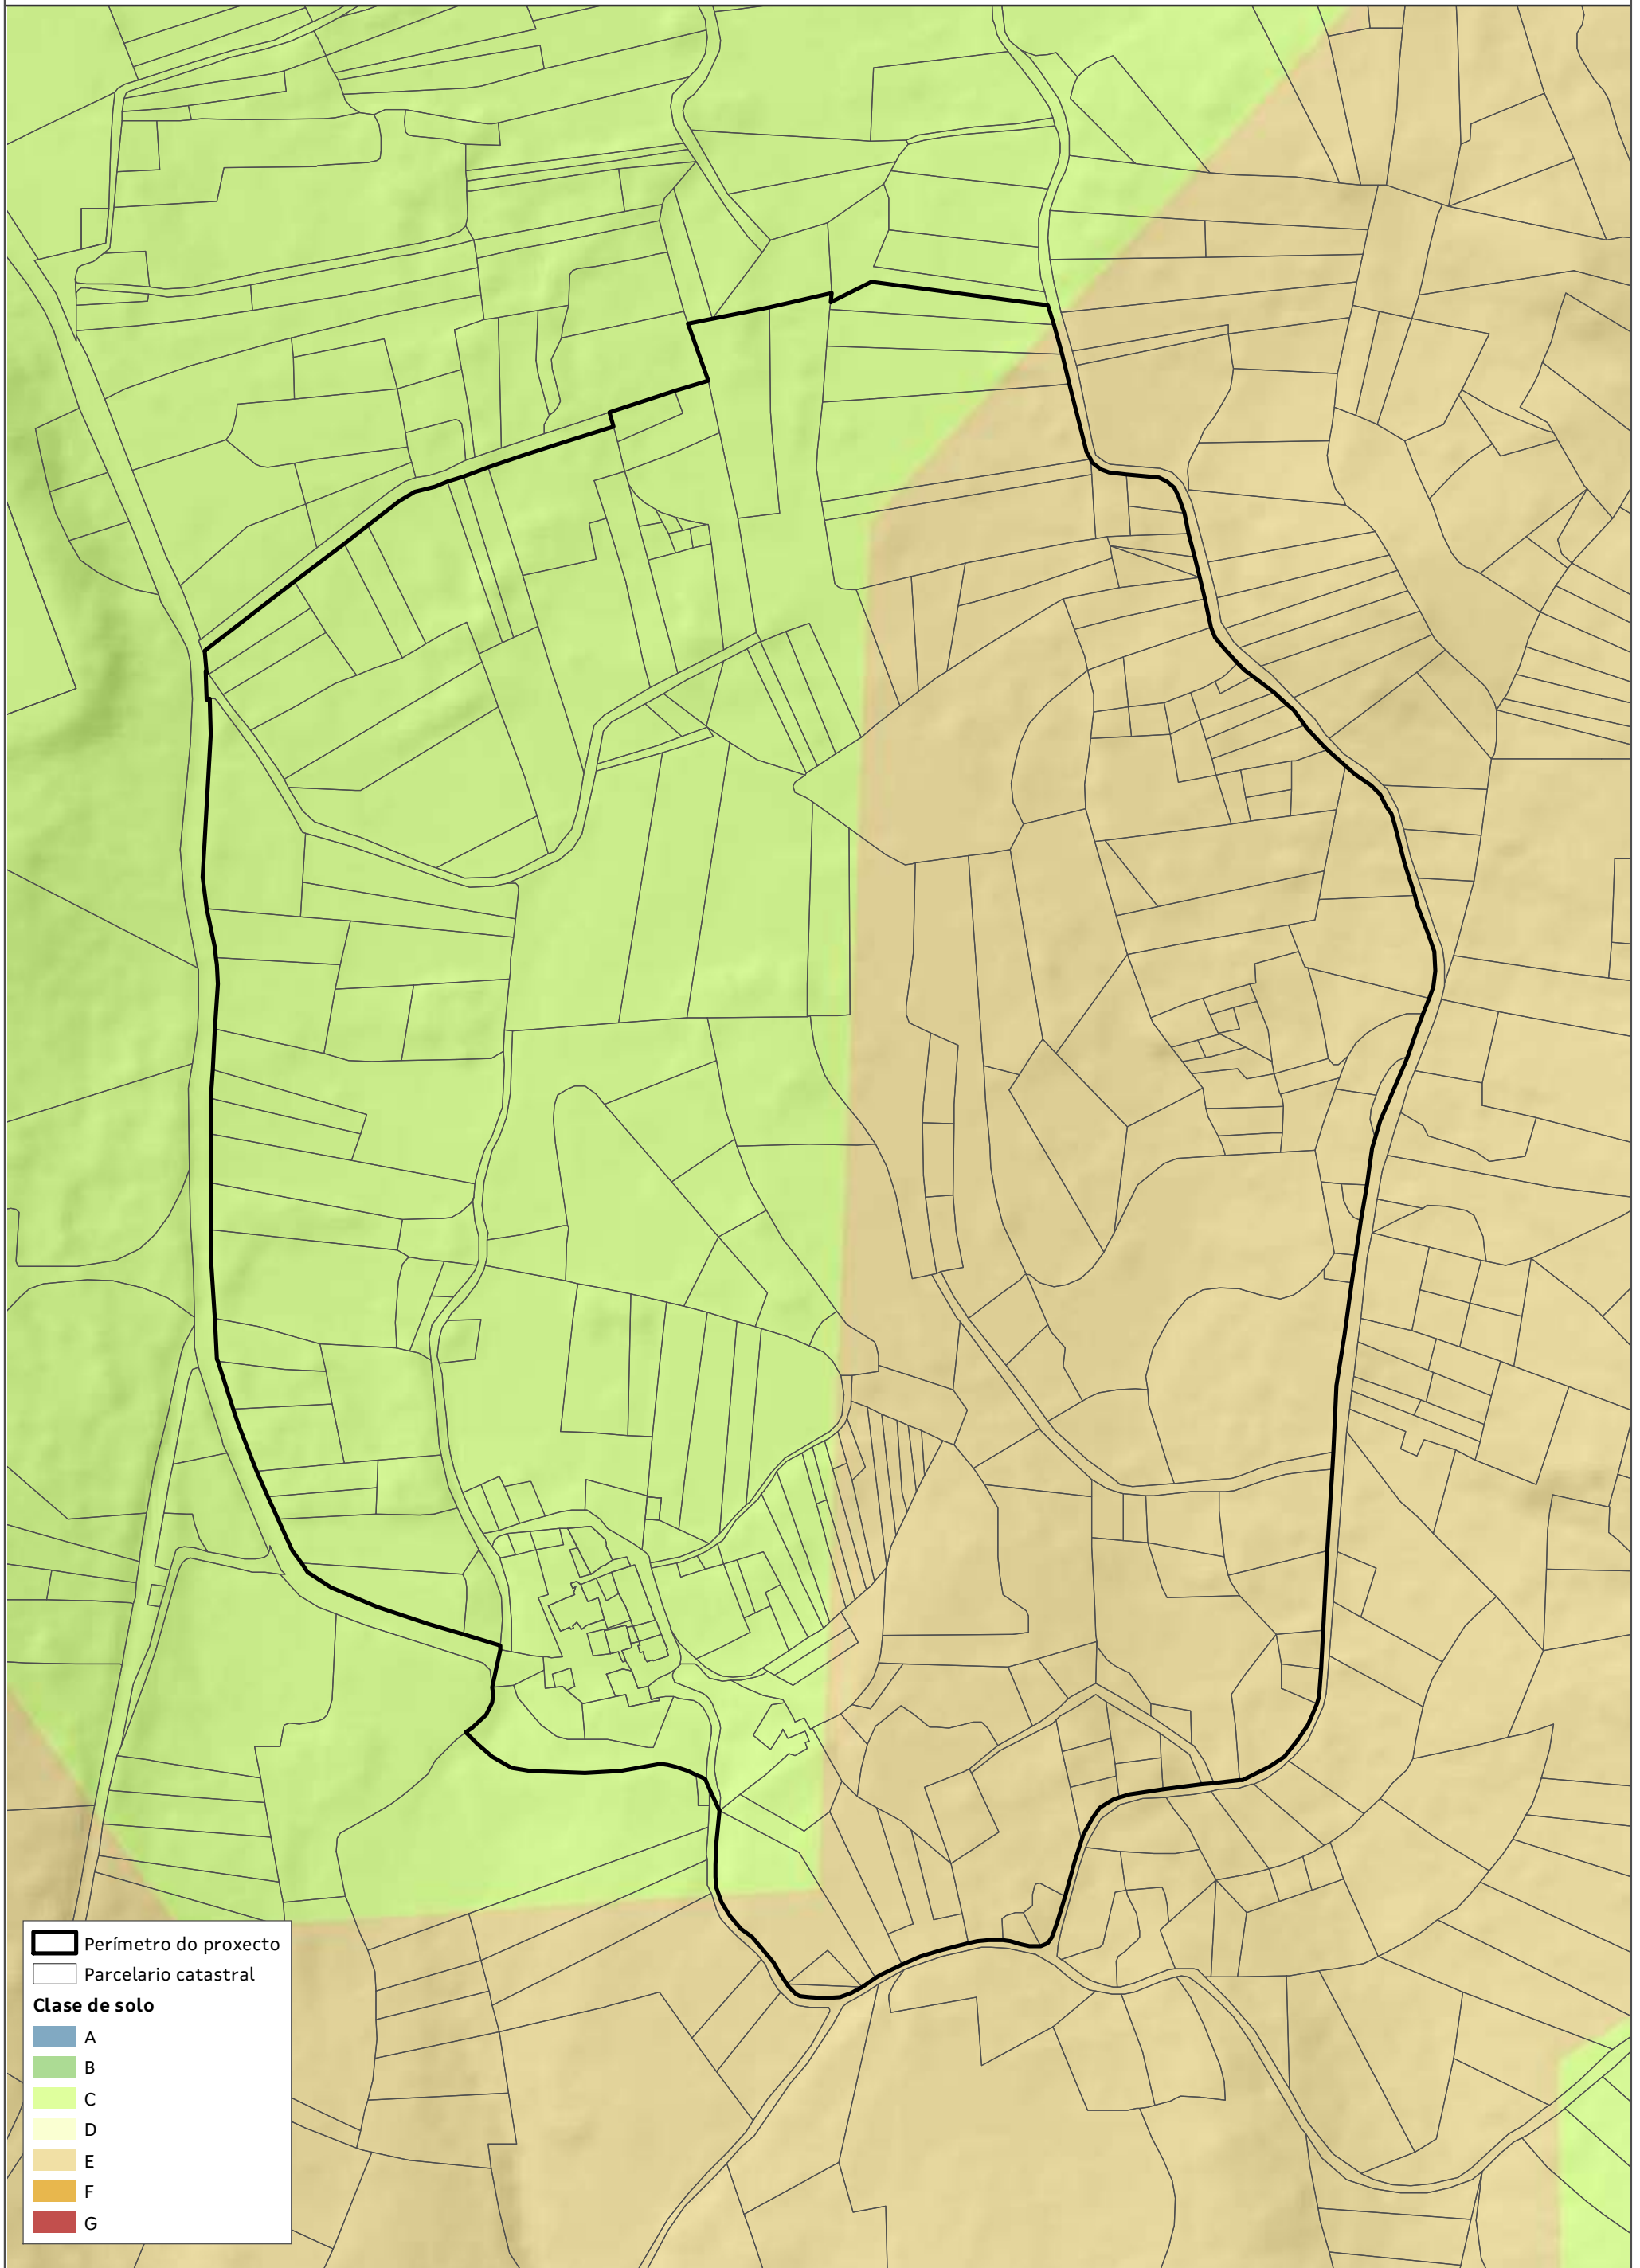 Perímetro do proxecto
Parcelario catastral
Clase de solo
A
B
C
D
E
F
G